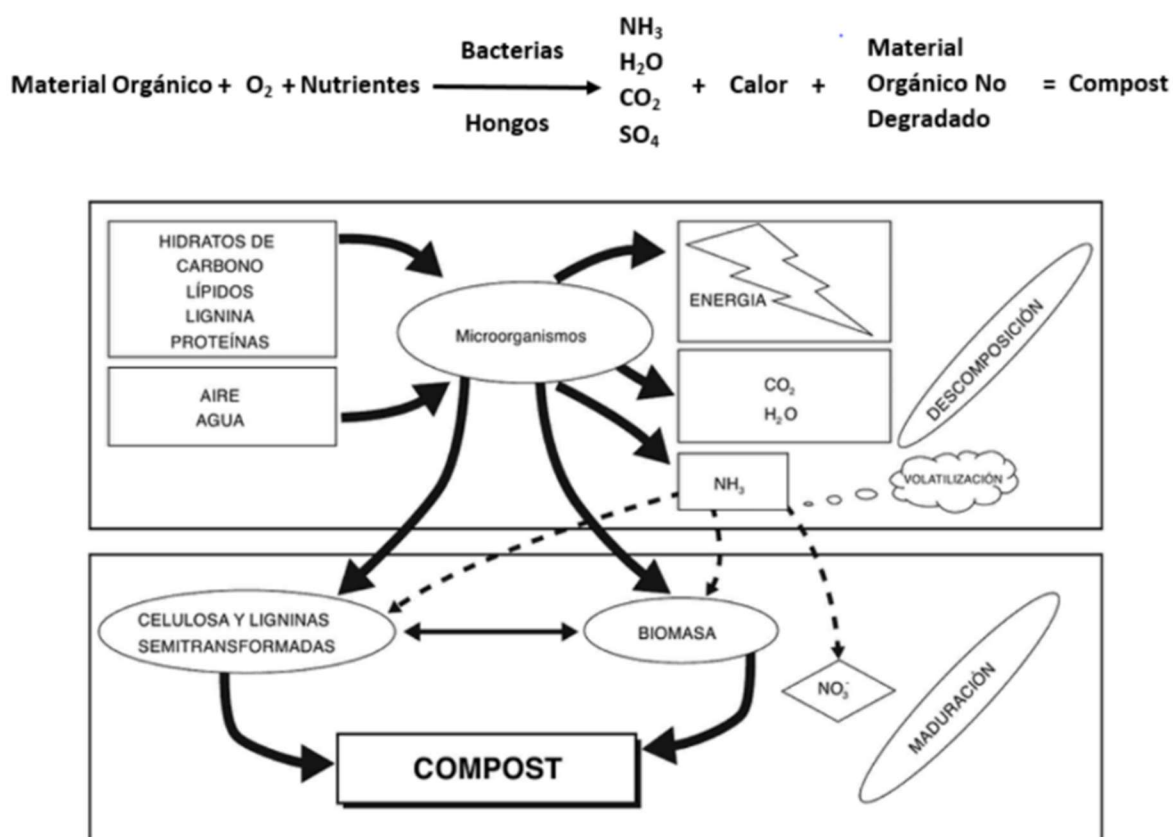 Material Orgánico + O₂ + Nutrientes
Bacterias
Hongos
NH₃
H₂O
CO₂
SO₄
+ Calor +
Material
Orgánico No
Degradado
= Compost
HIDRATOS DE
CARBONO
LÍPIDOS
LIGNINA
PROTEÍNAS
AIRE
AGUA
Microorganismos
ENERGIA
CO₂
H₂O
NH₃
VOLATILIZACIÓN
DESCOMPOSICIÓN
CELULOSA Y LIGNINAS
SEMITRANSFORMADAS
BIOMASA
NO₃⁻
MADURACIÓN
COMPOST